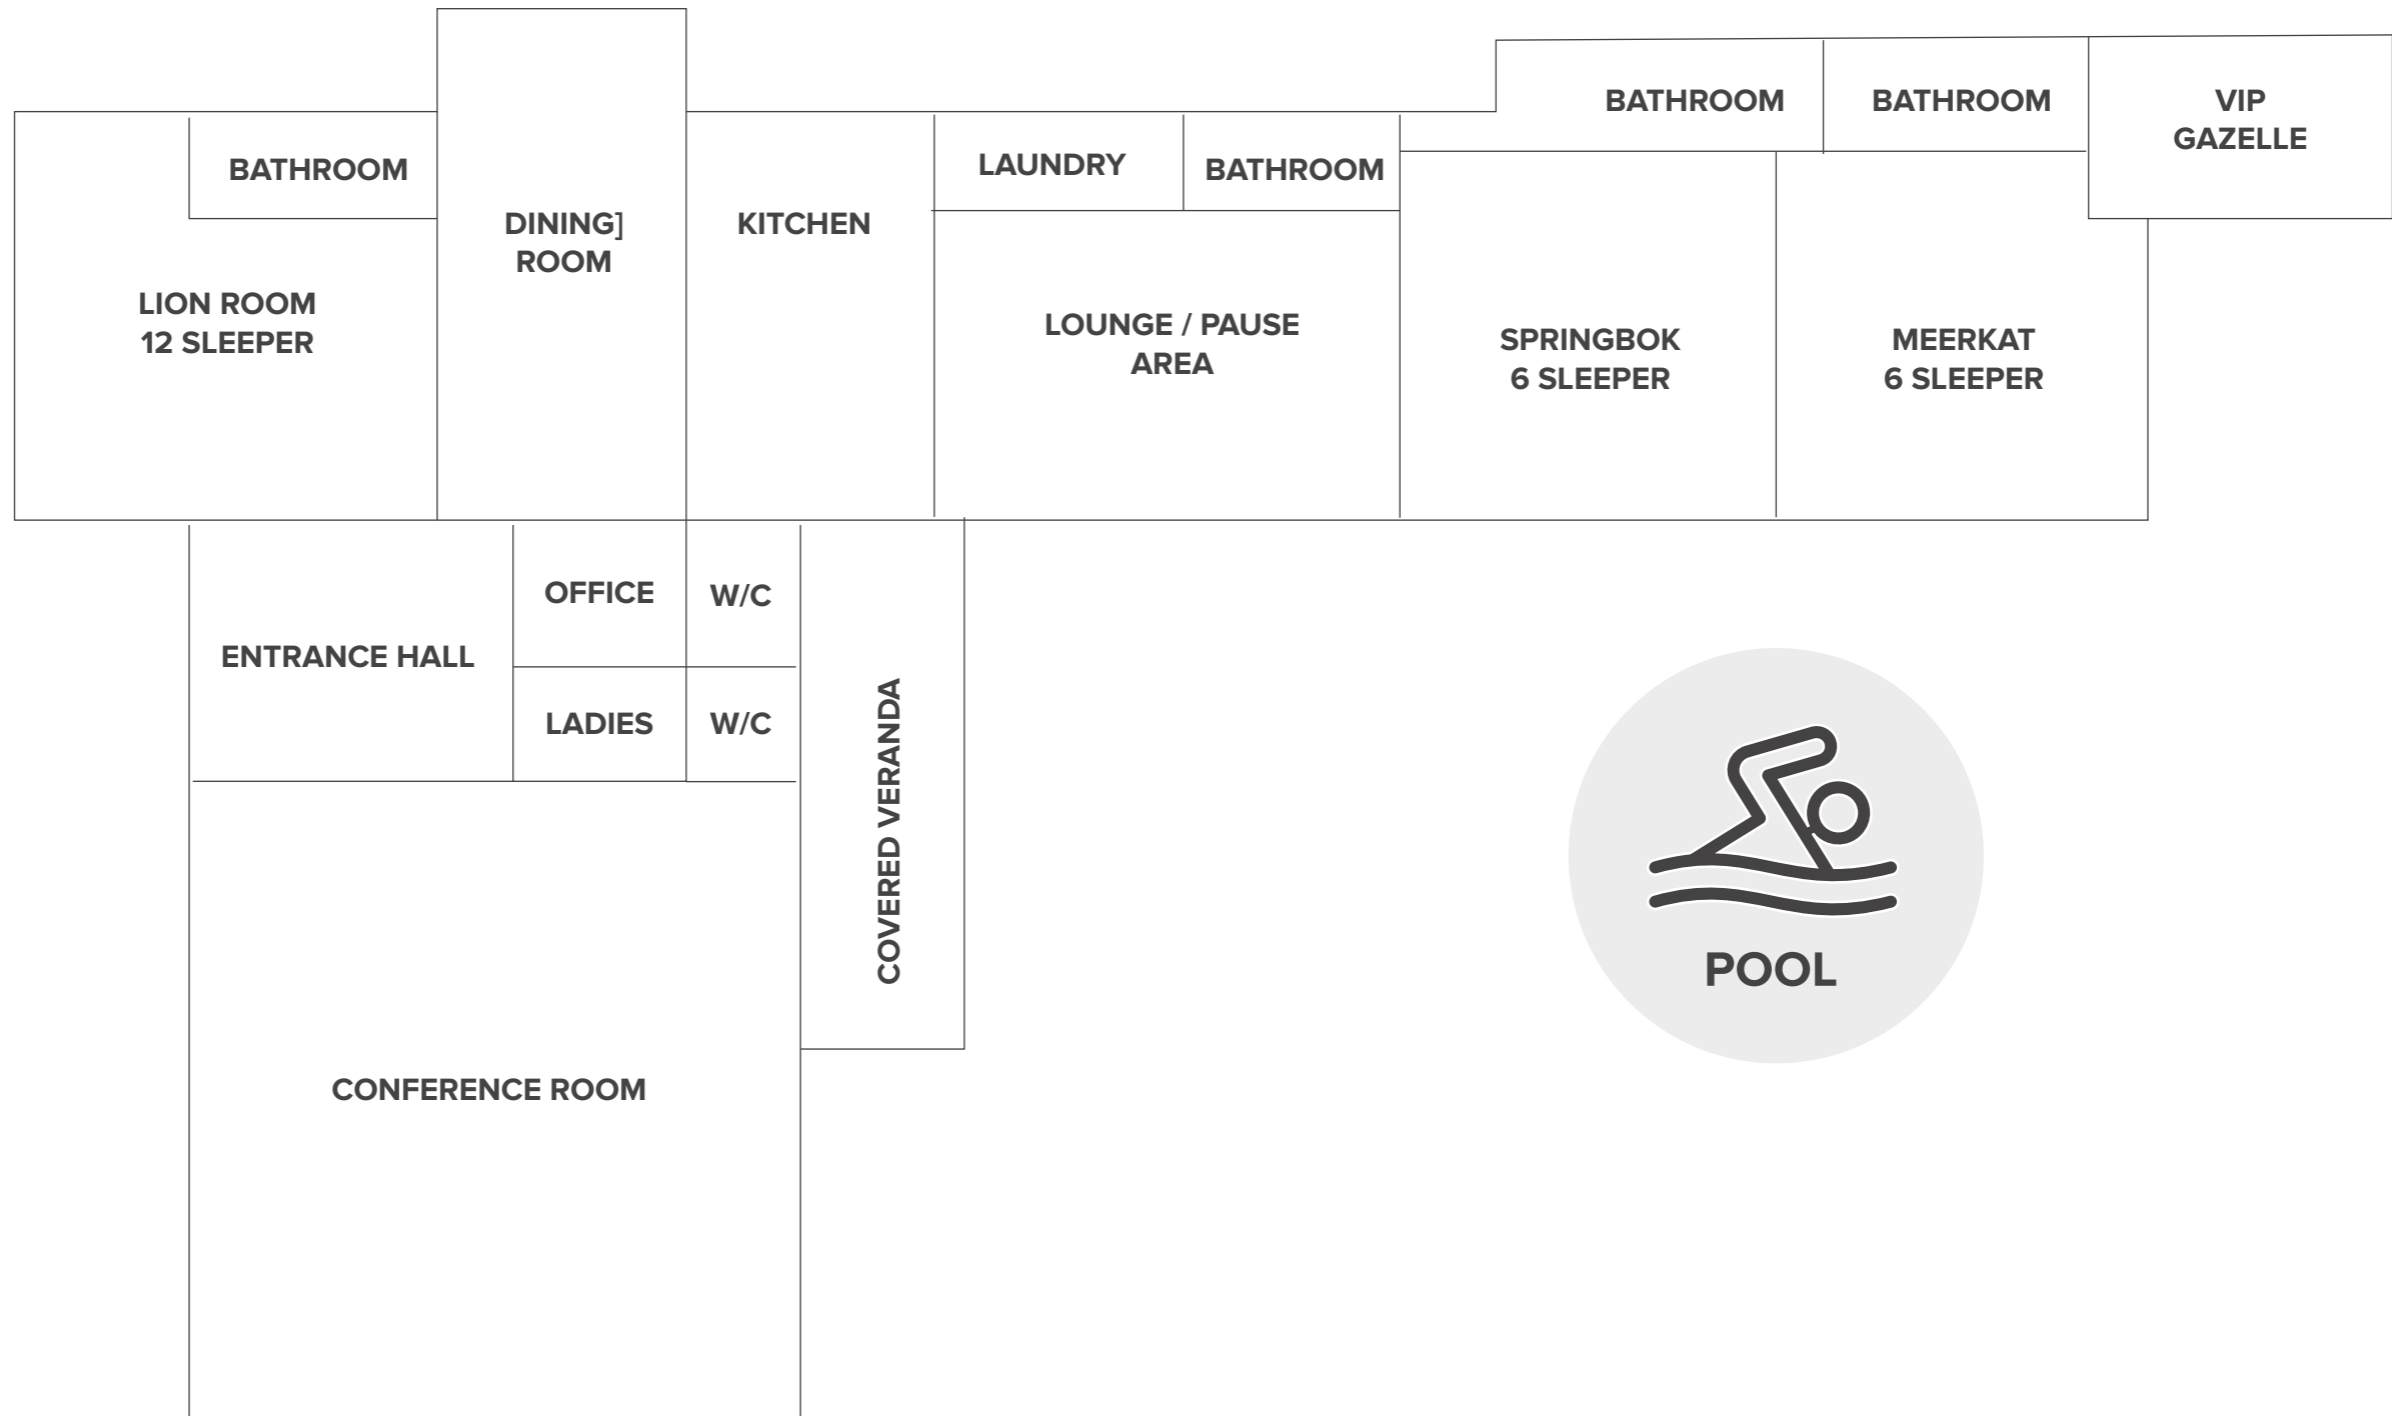 BATHROOM
BATHROOM
VIP
GAZELLE
BATHROOM
LAUNDRY
BATHROOM
DINING]
ROOM
KITCHEN
LION ROOM
12 SLEEPER
LOUNGE / PAUSE
AREA
SPRINGBOK
6 SLEEPER
MEERKAT
6 SLEEPER
OFFICE
W/C
ENTRANCE HALL
LADIES
W/C
COVERED VERANDA
POOL
CONFERENCE ROOM